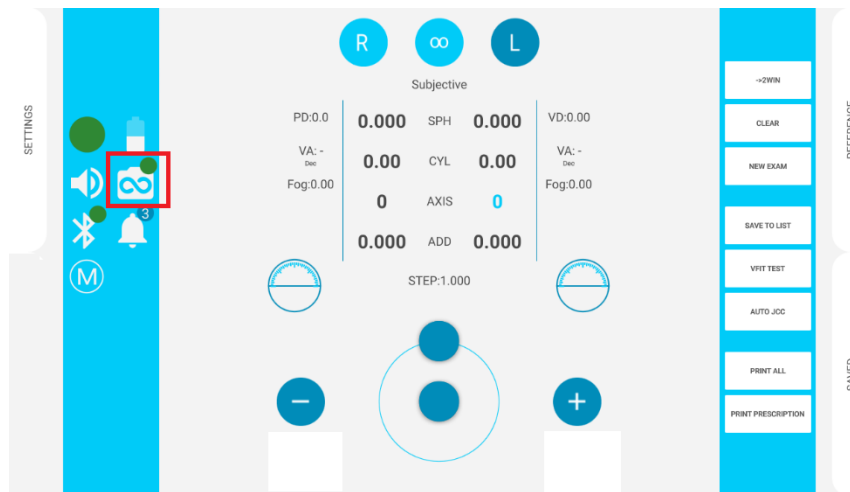 R ∞ L
Subjective
SETTINGS
PD:0.0
0.000 SPH 0.000
VD:0.00
VA: -
Dec
0.00 CYL 0.00
VA: -
Dec
Fog:0.00
0 AXIS 0
Fog:0.00
0.000 ADD 0.000
STEP:1.000
3
M
−
+
->2WIN
CLEAR
NEW EXAM
SAVE TO LIST
VFIT TEST
AUTO JCC
PRINT ALL
PRINT PRESCRIPTION